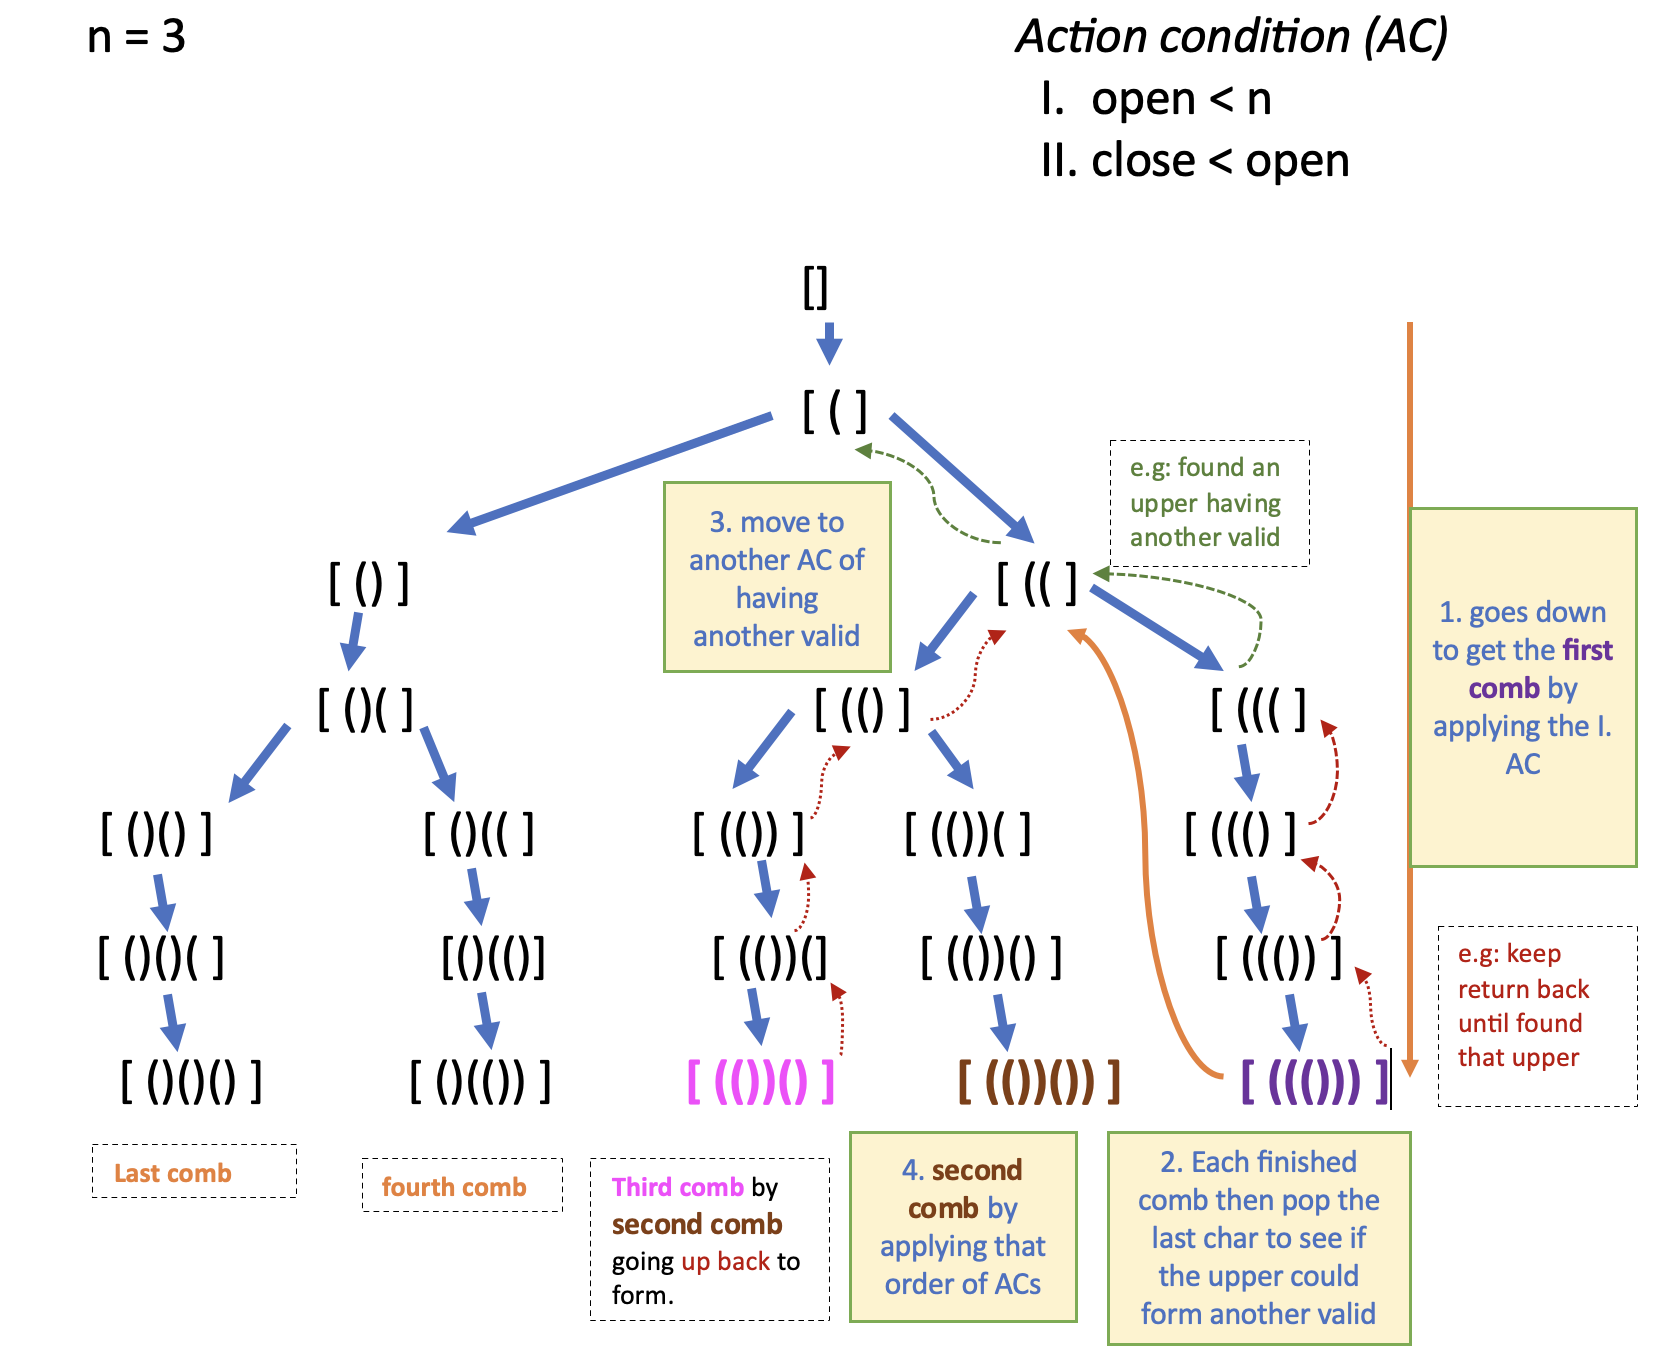 n = 3
Action condition (AC)
I. open < n
II. close < open
[]
[ ( ]
e.g: found an
upper having
another valid
3. move to
another AC of
having
another valid
[ () ]
[ (( ]
1. goes down
to get the first
comb by
applying the I.
AC
[ ()( ]
[ (() ]
[ ((( ]
[ ()() ]
[ ()(( ]
[ (()) ]
[ (())( ]
[ ((() ]
[ ()()( ]
[()(()]
[ (())(]
[ (())() ]
[ ((()) ]
e.g: keep
return back
until found
that upper
[ ()()() ]
[ ()(()) ]
[ (())() ]
[ (())()) ]
[ ((())) ]
Last comb
fourth comb
Third comb by
second comb
going up back to
form.
4. second
comb by
applying that
order of ACs
2. Each finished
comb then pop the
last char to see if
the upper could
form another valid